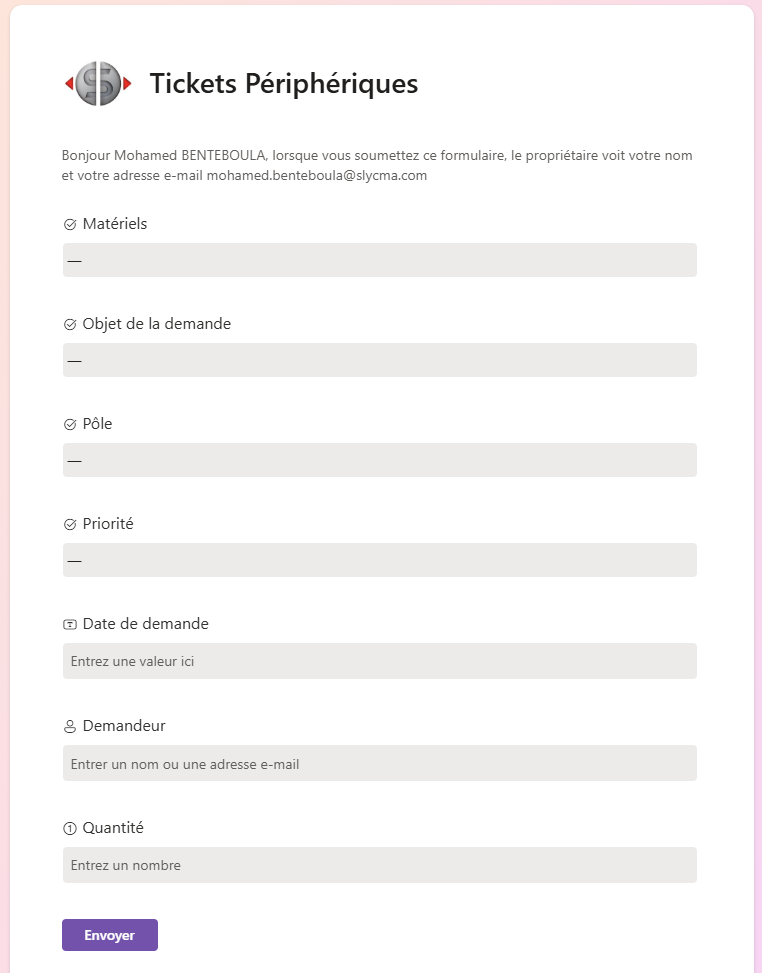 Tickets Périphériques
Bonjour Mohamed BENTEBOULA, lorsque vous soumettez ce formulaire, le propriétaire voit votre nom
et votre adresse e-mail mohamed.benteboula@slycma.com
Matériels
—
Objet de la demande
—
Pôle
—
Priorité
—
Date de demande
Entrez une valeur ici
Demandeur
Entrer un nom ou une adresse e-mail
Quantité
Entrez un nombre
Envoyer